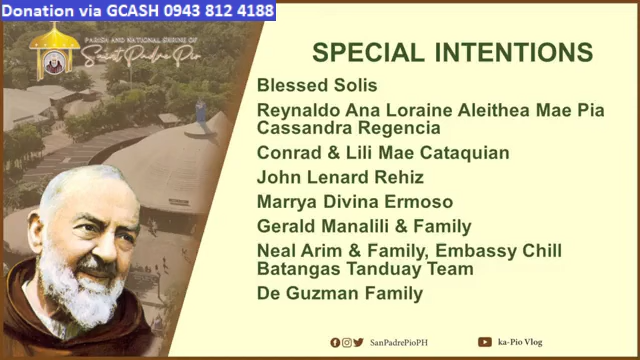 Donation via GCASH 0943 812 4188
PARISH AND NATIONAL SHRINE OF
Saint Padre Pio
SPECIAL INTENTIONS
Blessed Solis
Reynaldo Ana Loraine Aleithea Mae Pia
Cassandra Regencia
Conrad & Lili Mae Cataquian
John Lenard Rehiz
Marrya Divina Ermoso
Gerald Manalili & Family
Neal Arim & Family, Embassy Chill
Batangas Tanduay Team
De Guzman Family
SanPadrePioPH
ka-Pio Vlog